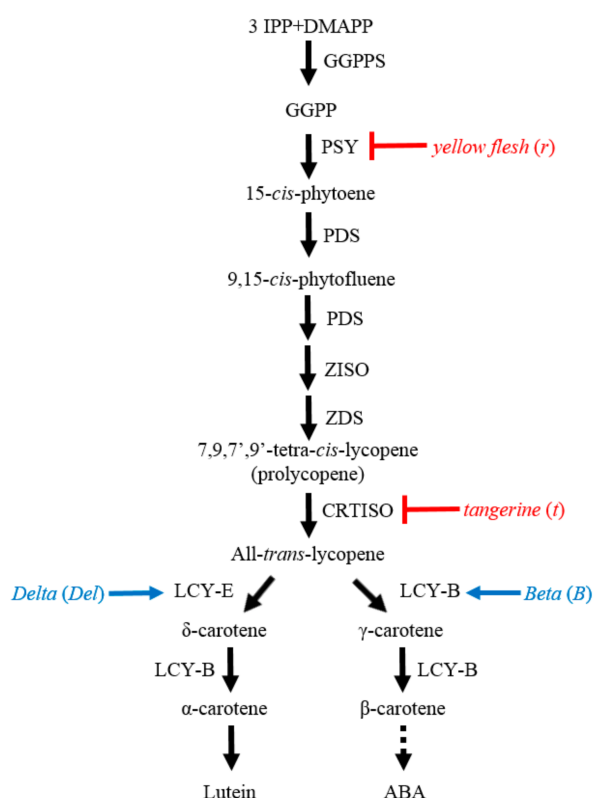 3 IPP+DMAPP
GGPPS
GGPP
PSY
yellow flesh (r)
15-cis-phytoene
PDS
9,15-cis-phytofluene
PDS
ZISO
ZDS
7,9,7’,9’-tetra-cis-lycopene
(prolycopene)
CRTISO
tangerine (t)
All-trans-lycopene
Delta (Del)
LCY-E
LCY-B
Beta (B)
δ-carotene
γ-carotene
LCY-B
LCY-B
α-carotene
β-carotene
Lutein
ABA